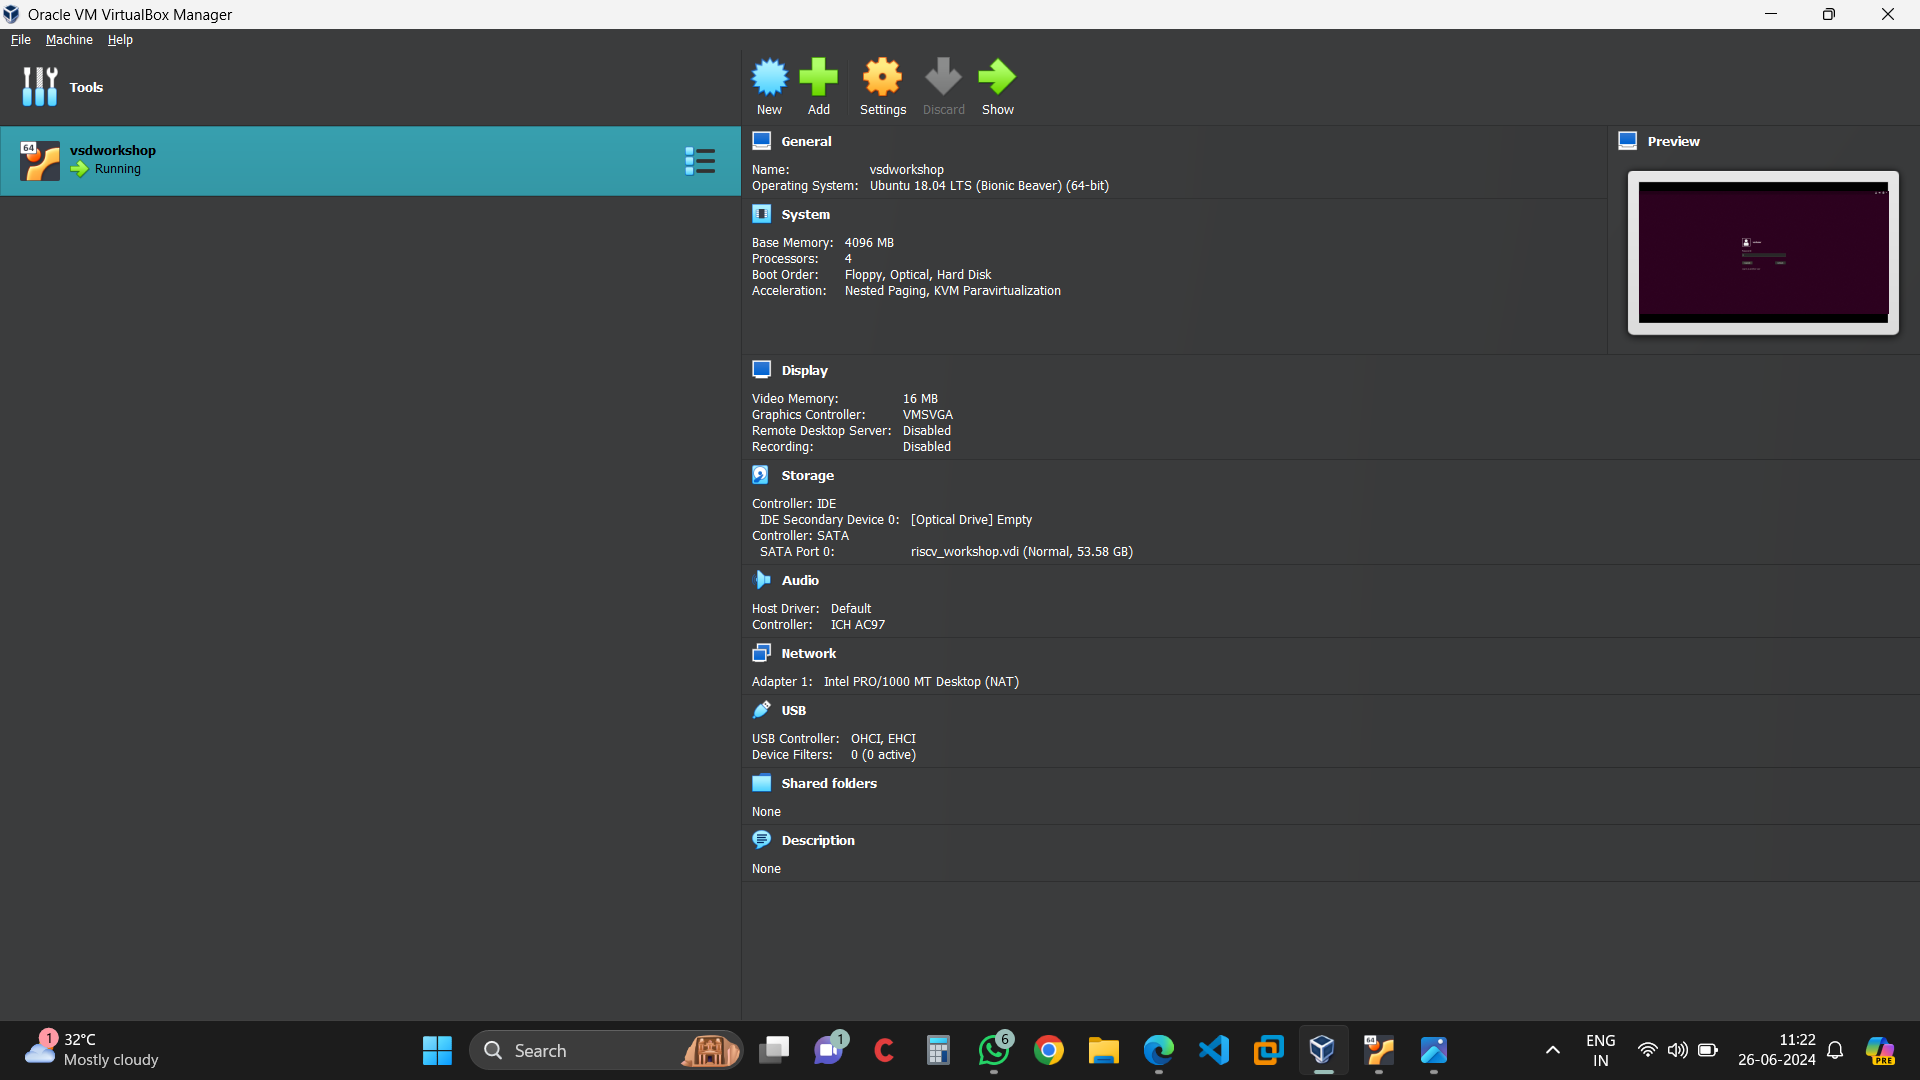 Oracle VM VirtualBox Manager
File Machine Help
Tools
New Add Settings Discard Show
64
vsdworkshop
Running
General
Name: vsdworkshop
Operating System: Ubuntu 18.04 LTS (Bionic Beaver) (64-bit)
Preview
System
Base Memory: 4096 MB
Processors: 4
Boot Order: Floppy, Optical, Hard Disk
Acceleration: Nested Paging, KVM Paravirtualization
Display
Video Memory: 16 MB
Graphics Controller: VMSVGA
Remote Desktop Server: Disabled
Recording: Disabled
Storage
Controller: IDE
IDE Secondary Device 0: [Optical Drive] Empty
Controller: SATA
SATA Port 0: riscv_workshop.vdi (Normal, 53.58 GB)
Audio
Host Driver: Default
Controller: ICH AC97
Network
Adapter 1: Intel PRO/1000 MT Desktop (NAT)
USB
USB Controller: OHCI, EHCI
Device Filters: 0 (0 active)
Shared folders
None
Description
None
1
32°C
Mostly cloudy
Search
1
6
64
ENG
IN
11:22
26-06-2024
PRE